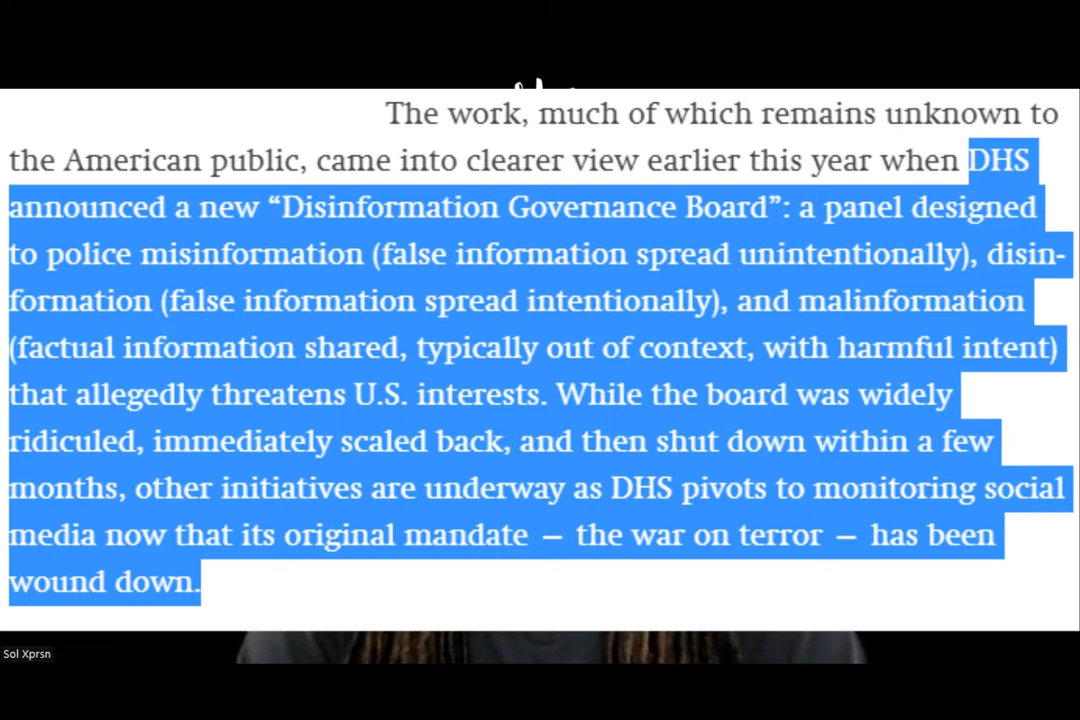 The work, much of which remains unknown to
the American public, came into clearer view earlier this year when DHS
announced a new “Disinformation Governance Board”: a panel designed
to police misinformation (false information spread unintentionally), disin-
formation (false information spread intentionally), and malinformation
(factual information shared, typically out of context, with harmful intent)
that allegedly threatens U.S. interests. While the board was widely
ridiculed, immediately scaled back, and then shut down within a few
months, other initiatives are underway as DHS pivots to monitoring social
media now that its original mandate — the war on terror — has been
wound down.
Sol Xprsn